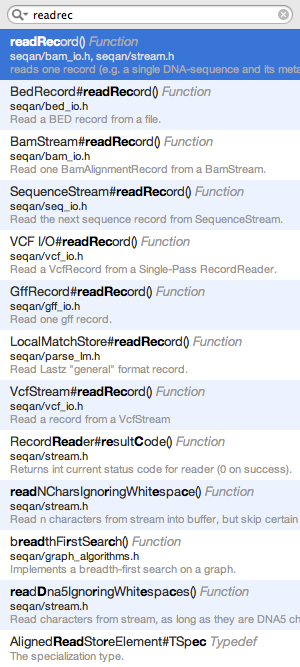 readrec
readRecord() Function
seqan/bam_io.h, seqan/stream.h
reads one record (e.g. a single DNA-sequence and its meta
BedRecord#readRecord() Function
seqan/bed_io.h
Read a BED record from a file.
BamStream#readRecord() Function
seqan/bam_io.h
Read one BamAlignmentRecord from a BamStream.
SequenceStream#readRecord() Function
seqan/seq_io.h
Read the next sequence record from SequenceStream.
VCF I/O#readRecord() Function
seqan/vcf_io.h
Read a VcfRecord from a Single-Pass RecordReader.
GffRecord#readRecord() Function
seqan/gff_io.h
Read one gff record.
LocalMatchStore#readRecord() Function
seqan/parse_lm.h
Read Lastz "general" format record.
VcfStream#readRecord() Function
seqan/vcf_io.h
Read a record from a VcfStream
RecordReader#resultCode() Function
seqan/stream.h
Returns int current status code for reader (0 on success).
readNCharsIgnoringWhitespace() Function
seqan/stream.h
Read n characters from stream into buffer, but skip certain
breadthFirstSearch() Function
seqan/graph_algorithms.h
Implements a breadth-first search on a graph.
readDna5IgnoringWhitespaces() Function
seqan/stream.h
Read characters from stream, as long as they are DNA5 ch
AlignedReadStoreElement#TSpec Typedef
The specialization type.